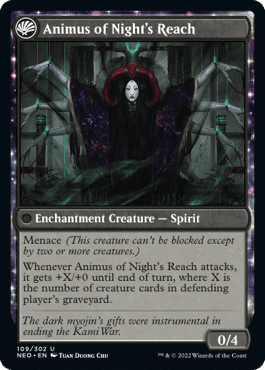 Animus of Night's Reach
Enchantment Creature — Spirit
Menace (This creature can't be blocked except
by two or more creatures.)
Whenever Animus of Night's Reach attacks,
it gets +X/+0 until end of turn, where X is
the number of creature cards in defending
player's graveyard.
The dark myojin's gifts were instrumental in
ending the Kami War.
0/4
109/302 U
NEO • EN Tuan Duong Chu
™ & © 2022 Wizards of the Coast